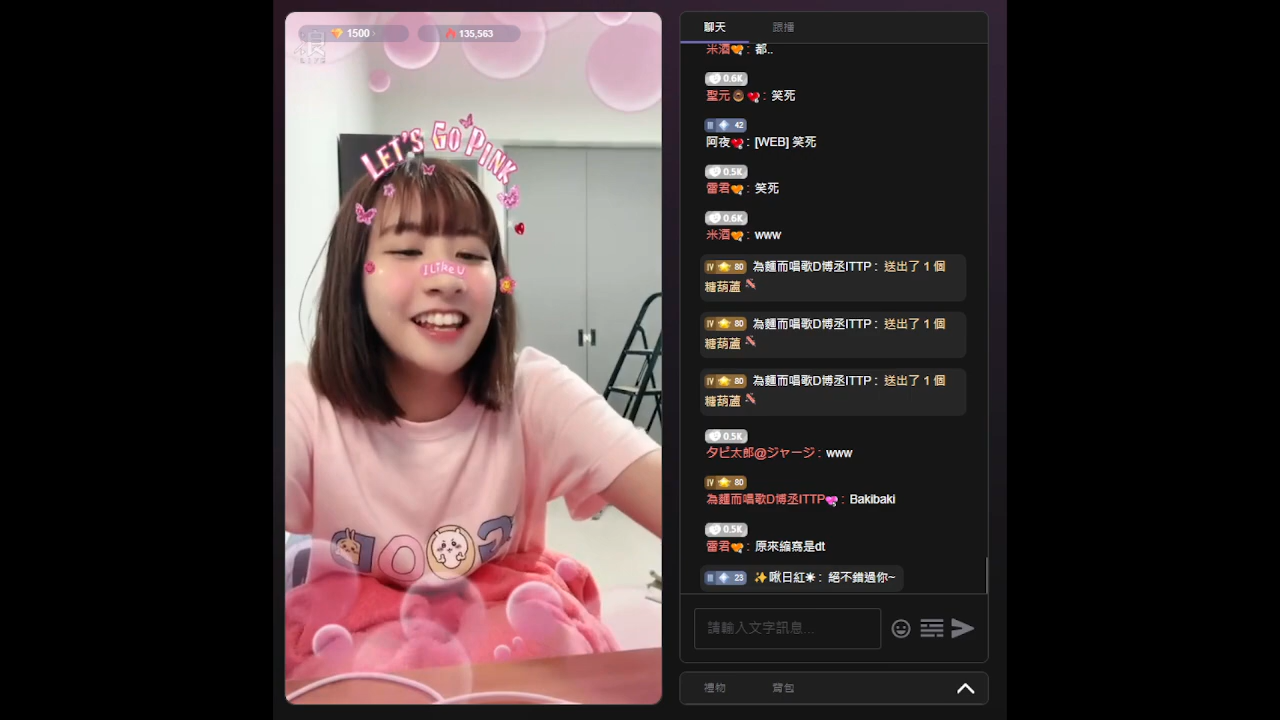 1500
135,563
浪
LIVE
LET'S GO PINK
I Like U
聊天
跟播
米酒: 都..
0.6K
聖元: 笑死
III 42
阿夜: [WEB] 笑死
0.5K
雷君: 笑死
0.6K
米酒: www
IV 80 為麵而唱歌D博丞ITTP: 送出了 1 個
糖葫蘆
IV 80 為麵而唱歌D博丞ITTP: 送出了 1 個
糖葫蘆
IV 80 為麵而唱歌D博丞ITTP: 送出了 1 個
糖葫蘆
0.5K
タピ太郎@ジャージ: www
IV 80
為麵而唱歌D博丞ITTP: Bakibaki
0.5K
雷君: 原來縮寫是dt
III 23 啾日紅: 絕不錯過你~
請輸入文字訊息...
禮物
背包